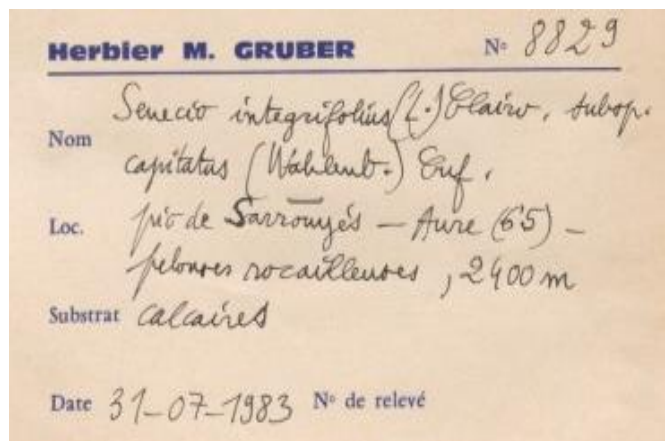 Herbier M. GRUBER N° 8829
Senecio integrifolius (L.) Clairv. subsp.
Nom
capitatus (Wahlenb.) Cuf.
Loc. pic de Sarrouyès — Aure (65) —
pelouses rocailleuses, 2400 m
Substrat calcaires
Date 31-07-1983 N° de relevé